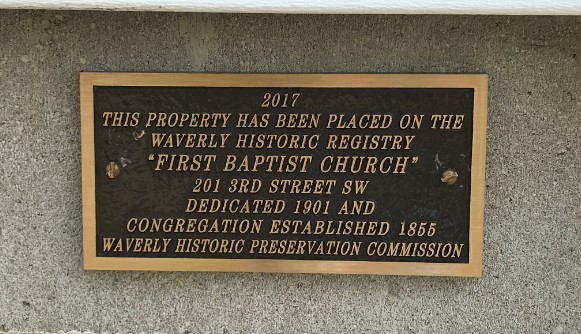 2017
THIS PROPERTY HAS BEEN PLACED ON THE
WAVERLY HISTORIC REGISTRY
"FIRST BAPTIST CHURCH"
201 3RD STREET SW
DEDICATED 1901 AND
CONGREGATION ESTABLISHED 1855
WAVERLY HISTORIC PRESERVATION COMMISSION